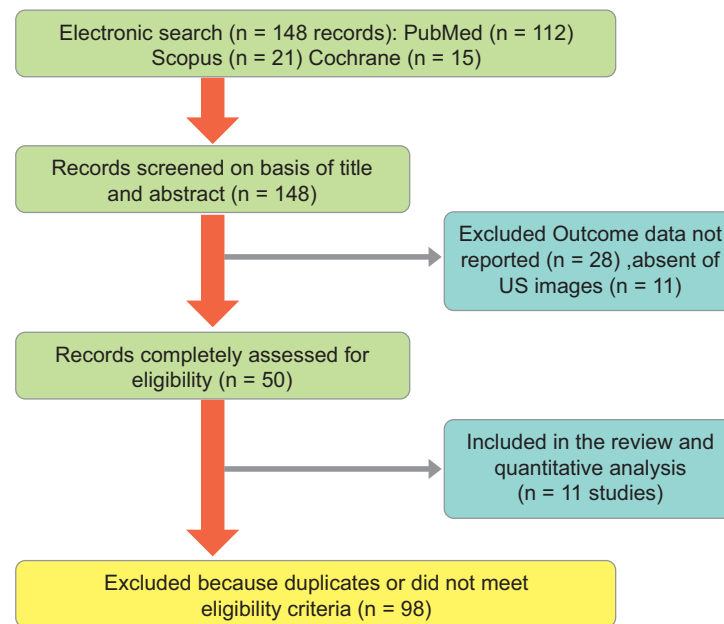 Electronic search (n = 148 records): PubMed (n = 112)
Scopus (n = 21) Cochrane (n = 15)
Records screened on basis of title
and abstract (n = 148)
Excluded Outcome data not
reported (n = 28) ,absent of
US images (n = 11)
Records completely assessed for
eligibility (n = 50)
Included in the review and
quantitative analysis
(n = 11 studies)
Excluded because duplicates or did not meet
eligibility criteria (n = 98)